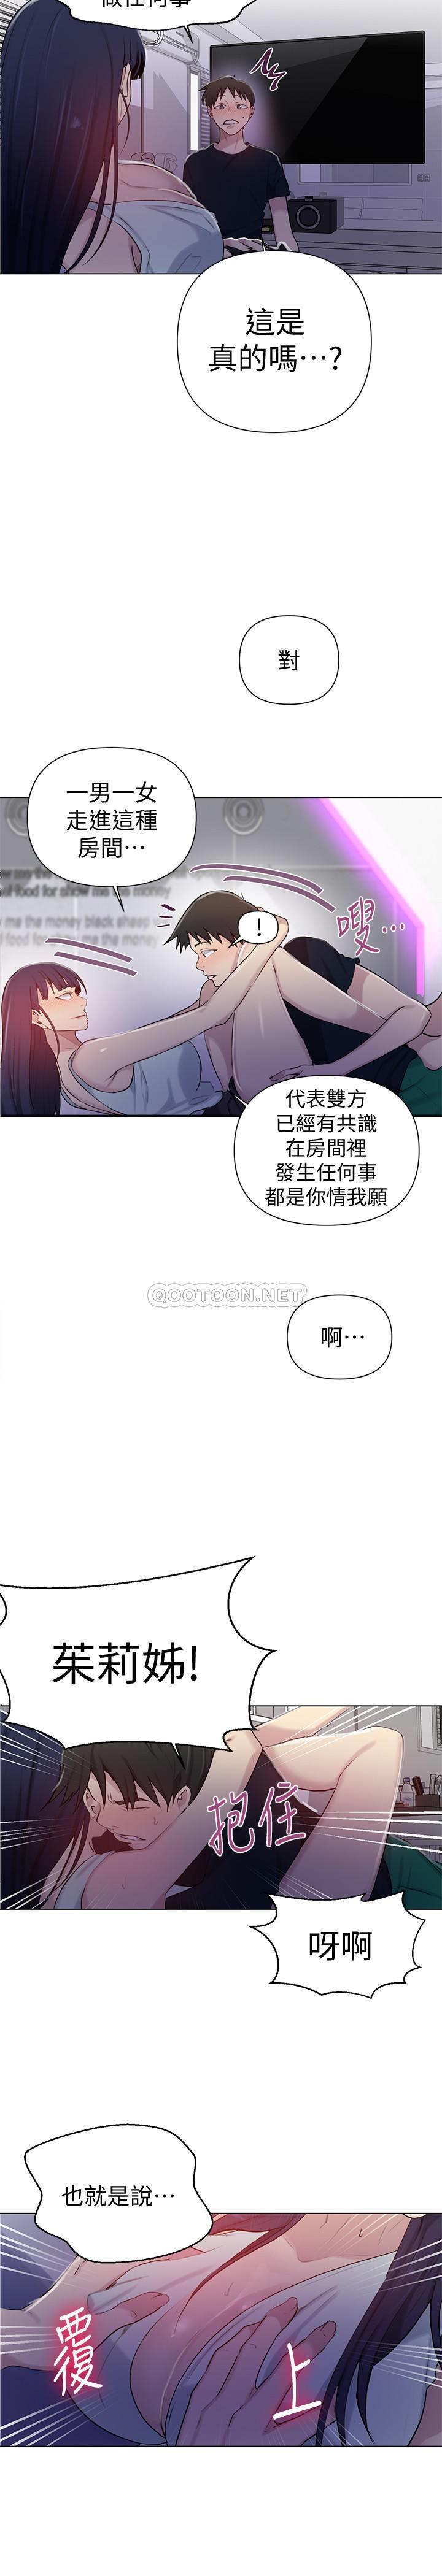 做任何事
這是
真的嗎…?
對
一男一女
走進這種
房間…
!
嗖…
代表雙方
已經有共識
在房間裡
發生任何事
都是你情我願
QOOTOON.NET
啊…
茱莉姊!
抱住
呀啊
也就是說…
覆上